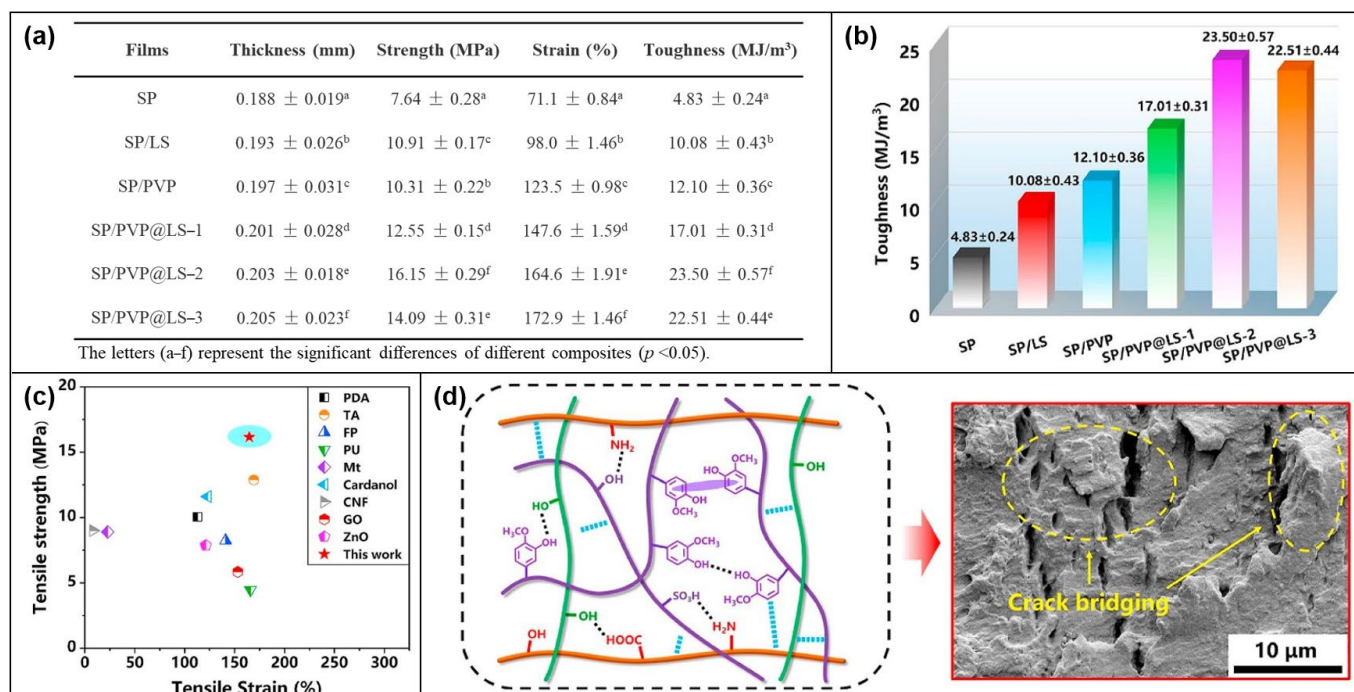 (a)
Films Thickness (mm) Strength (MPa) Strain (%) Toughness (MJ/m³)
SP 0.188 ± 0.019ᵃ 7.64 ± 0.28ᵃ 71.1 ± 0.84ᵃ 4.83 ± 0.24ᵃ
SP/LS 0.193 ± 0.026ᵇ 10.91 ± 0.17ᶜ 98.0 ± 1.46ᵇ 10.08 ± 0.43ᵇ
SP/PVP 0.197 ± 0.031ᶜ 10.31 ± 0.22ᵇ 123.5 ± 0.98ᶜ 12.10 ± 0.36ᶜ
SP/PVP@LS–1 0.201 ± 0.028ᵈ 12.55 ± 0.15ᵈ 147.6 ± 1.59ᵈ 17.01 ± 0.31ᵈ
SP/PVP@LS–2 0.203 ± 0.018ᵉ 16.15 ± 0.29ᶠ 164.6 ± 1.91ᵉ 23.50 ± 0.57ᶠ
SP/PVP@LS–3 0.205 ± 0.023ᶠ 14.09 ± 0.31ᵉ 172.9 ± 1.46ᶠ 22.51 ± 0.44ᵉ
The letters (a–f) represent the significant differences of different composites (p <0.05).
(b)
Toughness (MJ/m³)
25
20
15
10
5
0
4.83±0.24
10.08±0.43
12.10±0.36
17.01±0.31
23.50±0.57
22.51±0.44
SP
SP/LS
SP/PVP
SP/PVP@LS-1
SP/PVP@LS-2
SP/PVP@LS-3
(c)
Tensile strength (MPa)
20
15
10
5
0
0 50 100 150 200 250 300
Tensile Strain (%)
PDA
TA
FP
PU
Mt
Cardanol
CNF
GO
ZnO
This work
(d)
NH₂
OH
OH
HO
OCH₃
HO
OCH₃
OH
OCH₃
HO
H₃CO
OH
OCH₃
OH
HO
H₃CO
SO₃H
OH
OH
HOOC
H₂N
Crack bridging
10 μm